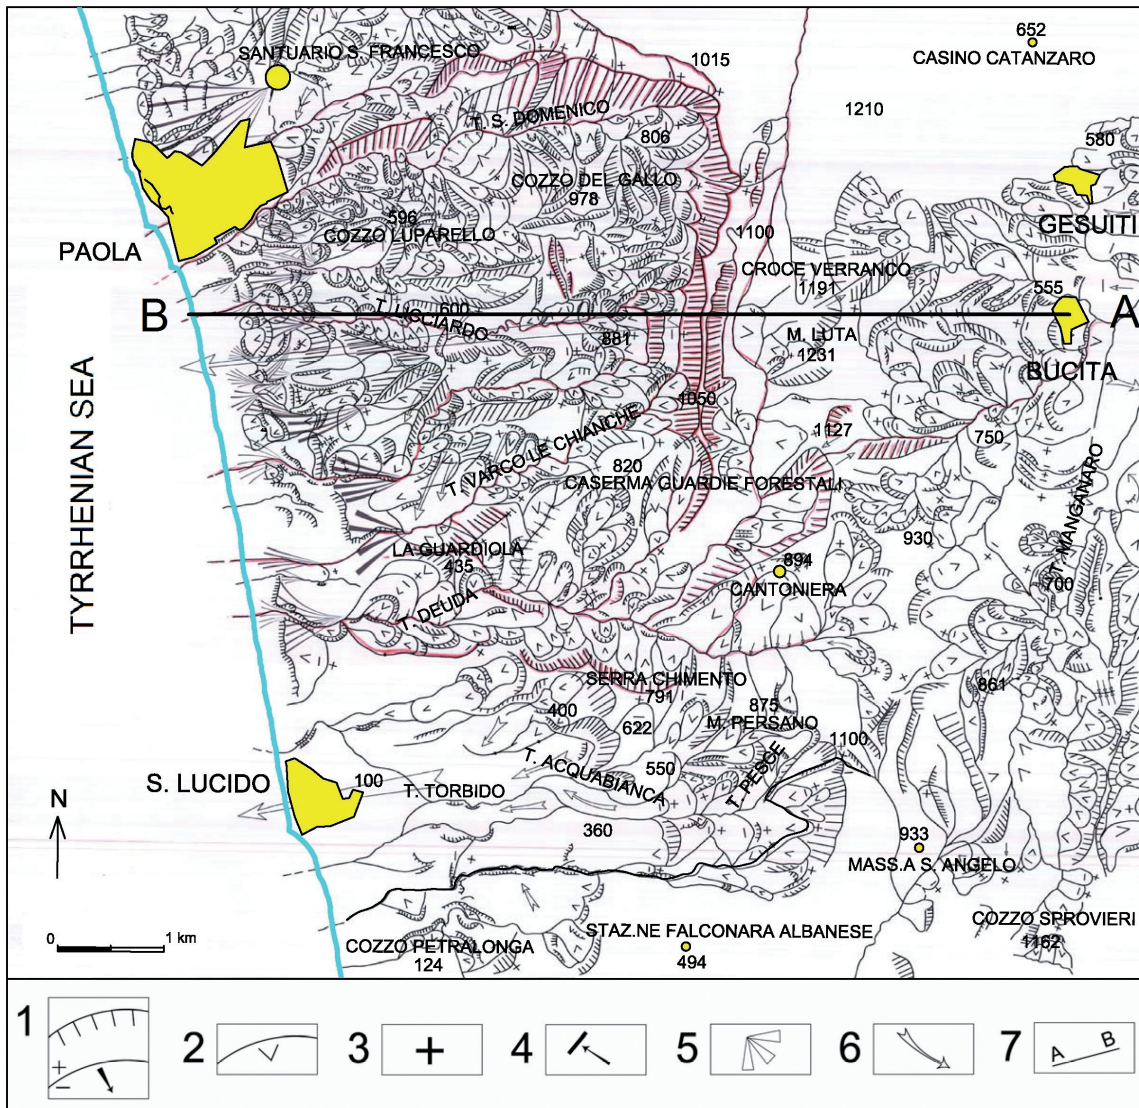 652
SANTUARIO S. FRANCESCO
1015
CASINO CATANZARO
1210
T. S. DOMENICO
806
580
COZZO DEL GALLO
978
596
COZZO LUPARELLO
GESUITI
1100
PAOLA
CROCE VERRANCO
1191
555
B
600
T. LICCIARDO
881
M. LUTA
1231
A
BUCITA
TYRRHENIAN SEA
1050
T. VARCO LE CHIANCHE
1127
750
820
CASERMA GUARDIE FORESTALI
T. MANGANARO
930
LA GUARDIOLA
435
894
CANTONIERA
700
T. DEUDA
SERRA CHIMENTO
791
861
400
875
M. PERSANO
622
1100
T. ACQUABIANCA
550
T. PESCE
S. LUCIDO
100
T. TORBIDO
N
360
933
MASS.A S. ANGELO
0 1 km
COZZO PETRALONGA
124
STAZ.NE FALCONARA ALBANESE
494
COZZO SPROVIERI
1162
1
+
−
2
3
+
4
5
6
7
A B